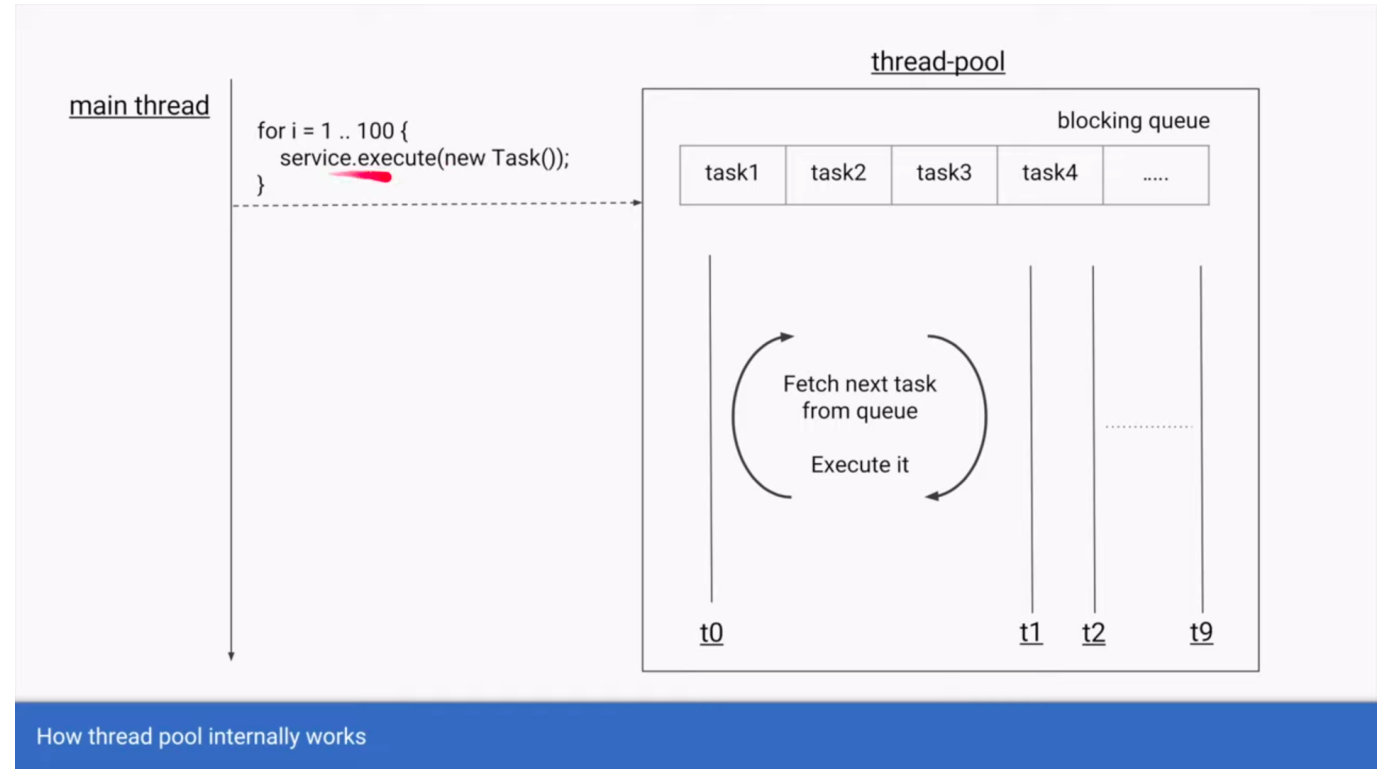 thread-pool
main thread
for i = 1 .. 100 {
service.execute(new Task());
}
blocking queue
task1 task2 task3 task4 .....
Fetch next task
from queue
Execute it
t0 t1 t2 t9
How thread pool internally works